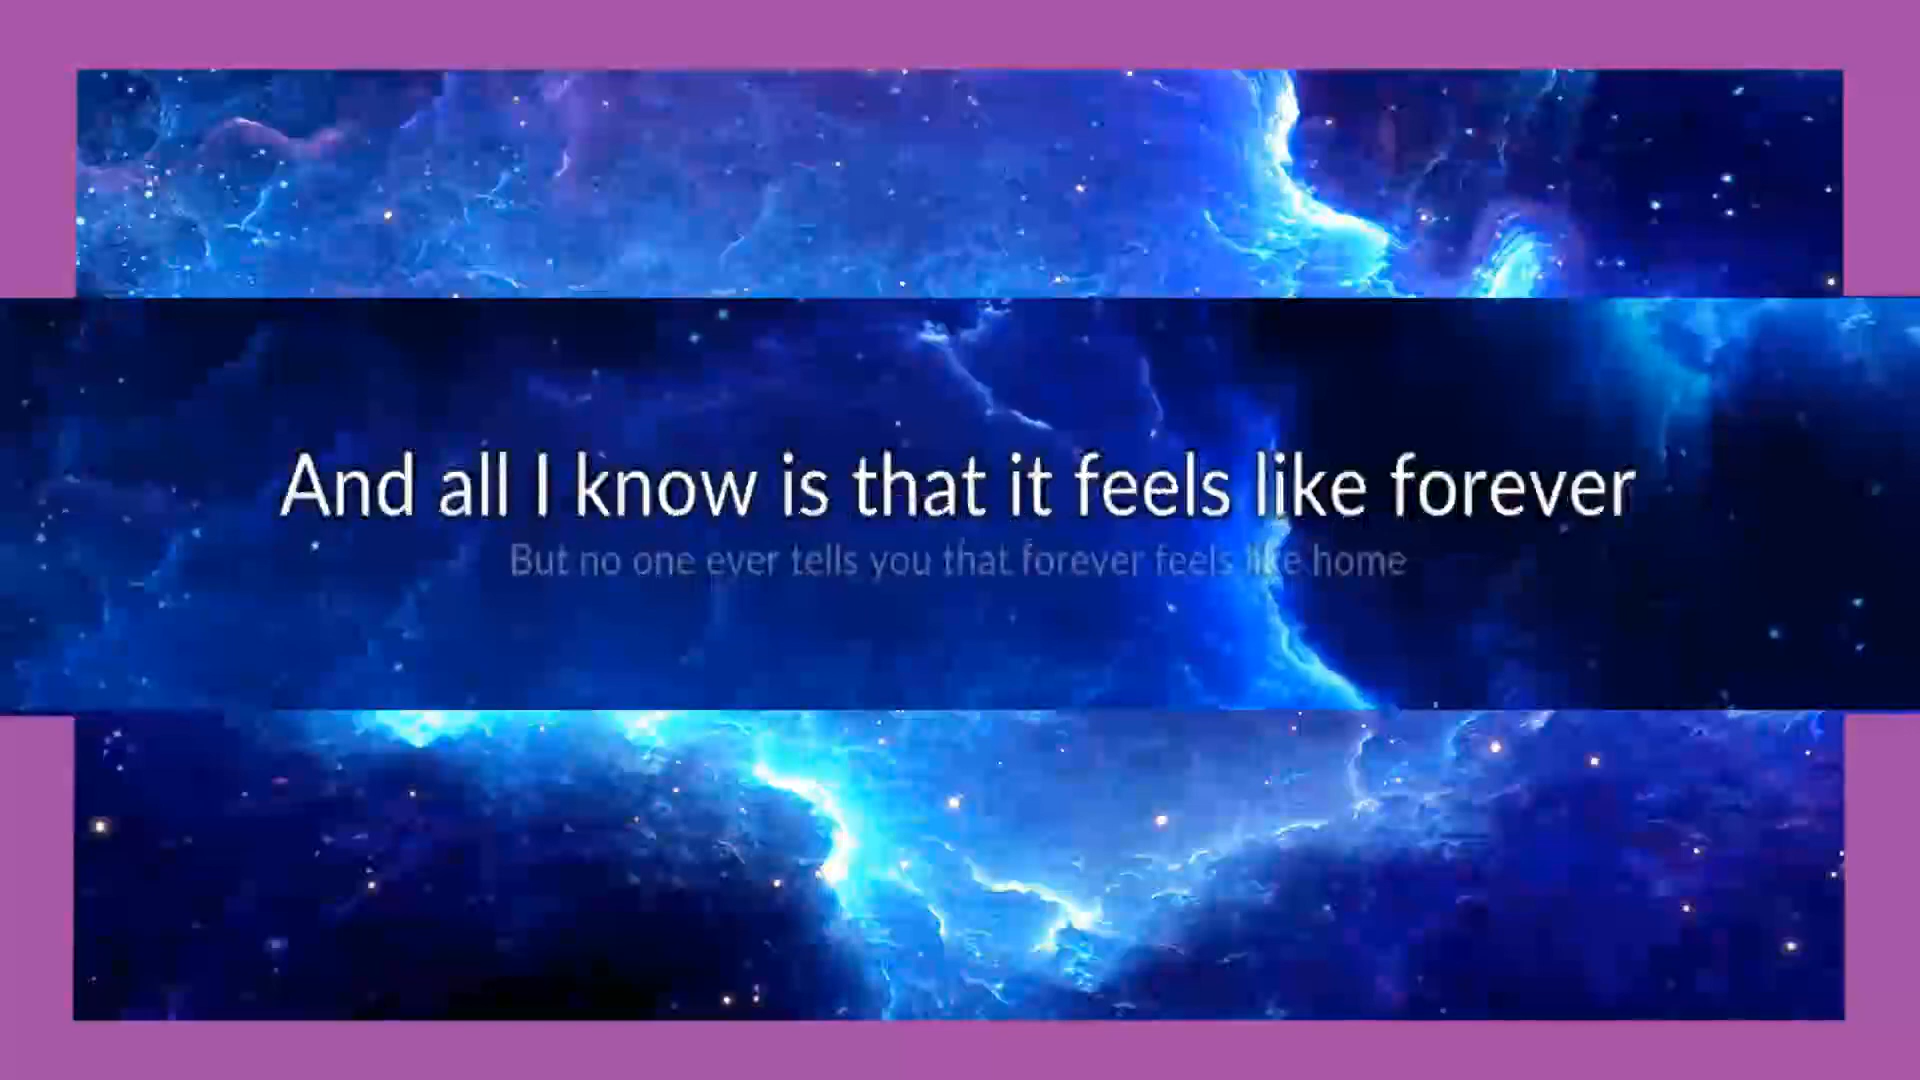 And all I know is that it feels like forever
But no one ever tells you that forever feels like home